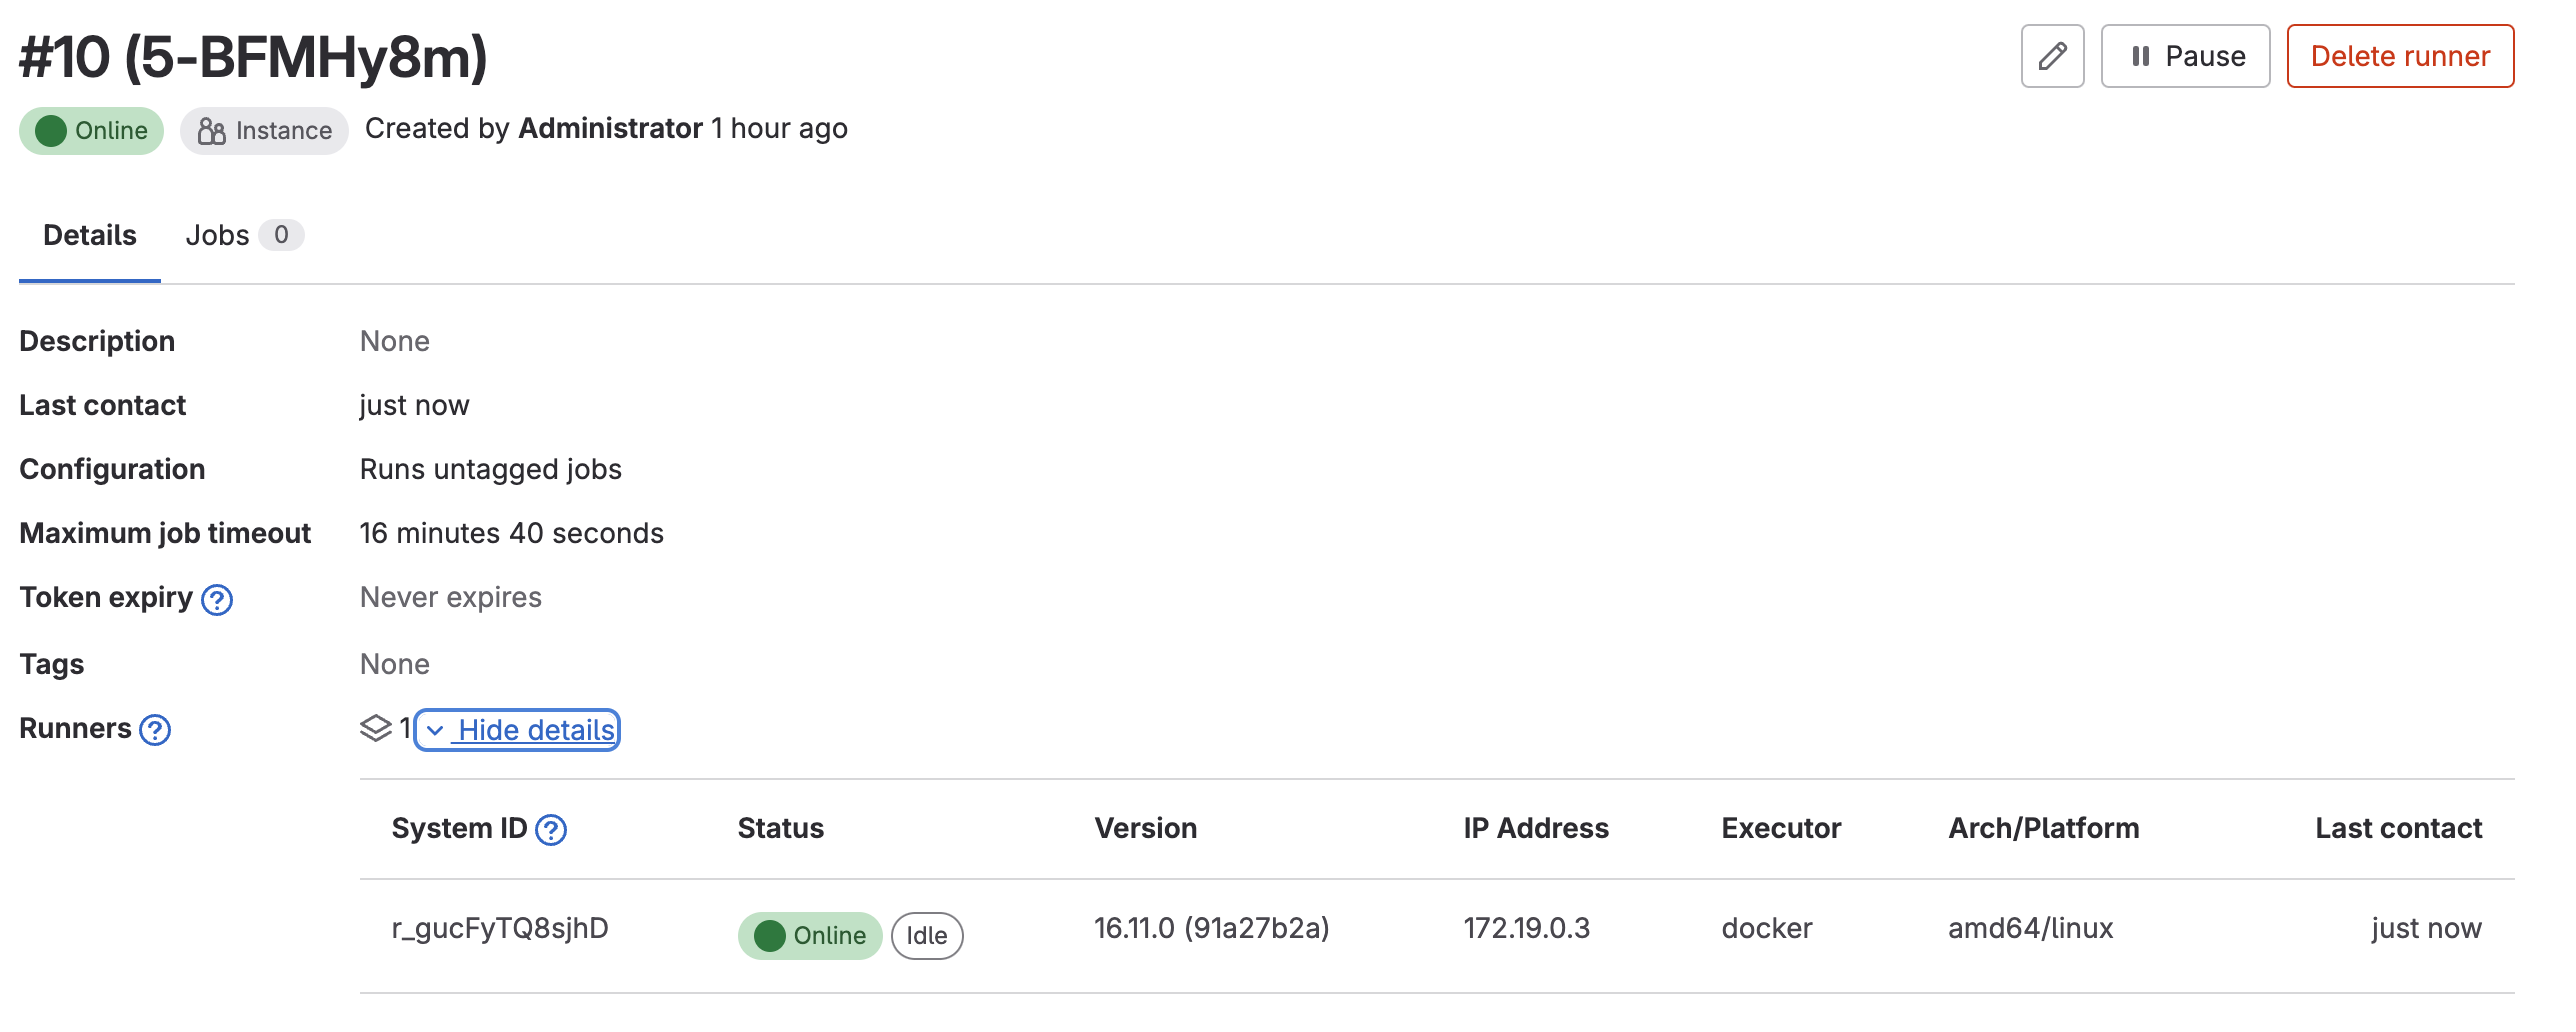 #10 (5-BFMHy8m)
Pause
Delete runner
Online Instance Created by Administrator 1 hour ago
Details Jobs 0
Description None
Last contact just now
Configuration Runs untagged jobs
Maximum job timeout 16 minutes 40 seconds
Token expiry ? Never expires
Tags None
Runners ? 1 Hide details
System ID ? Status Version IP Address Executor Arch/Platform Last contact
r_gucFyTQ8sjhD Online Idle 16.11.0 (91a27b2a) 172.19.0.3 docker amd64/linux just now